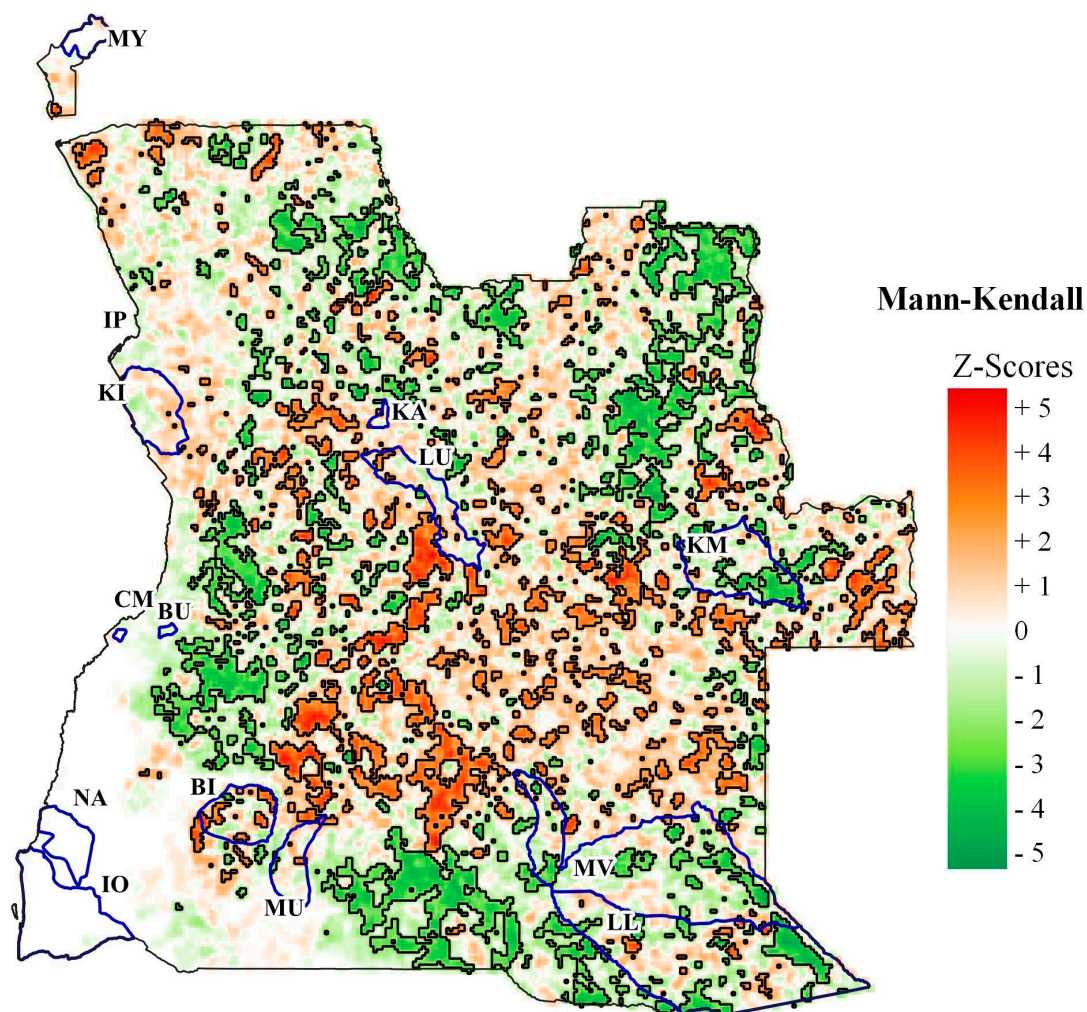 MY
IP
KI
KA
LU
KM
CM
BU
NA
BI
IO
MU
MV
LL
Mann-Kendall
Z-Scores
+ 5
+ 4
+ 3
+ 2
+ 1
0
- 1
- 2
- 3
- 4
- 5